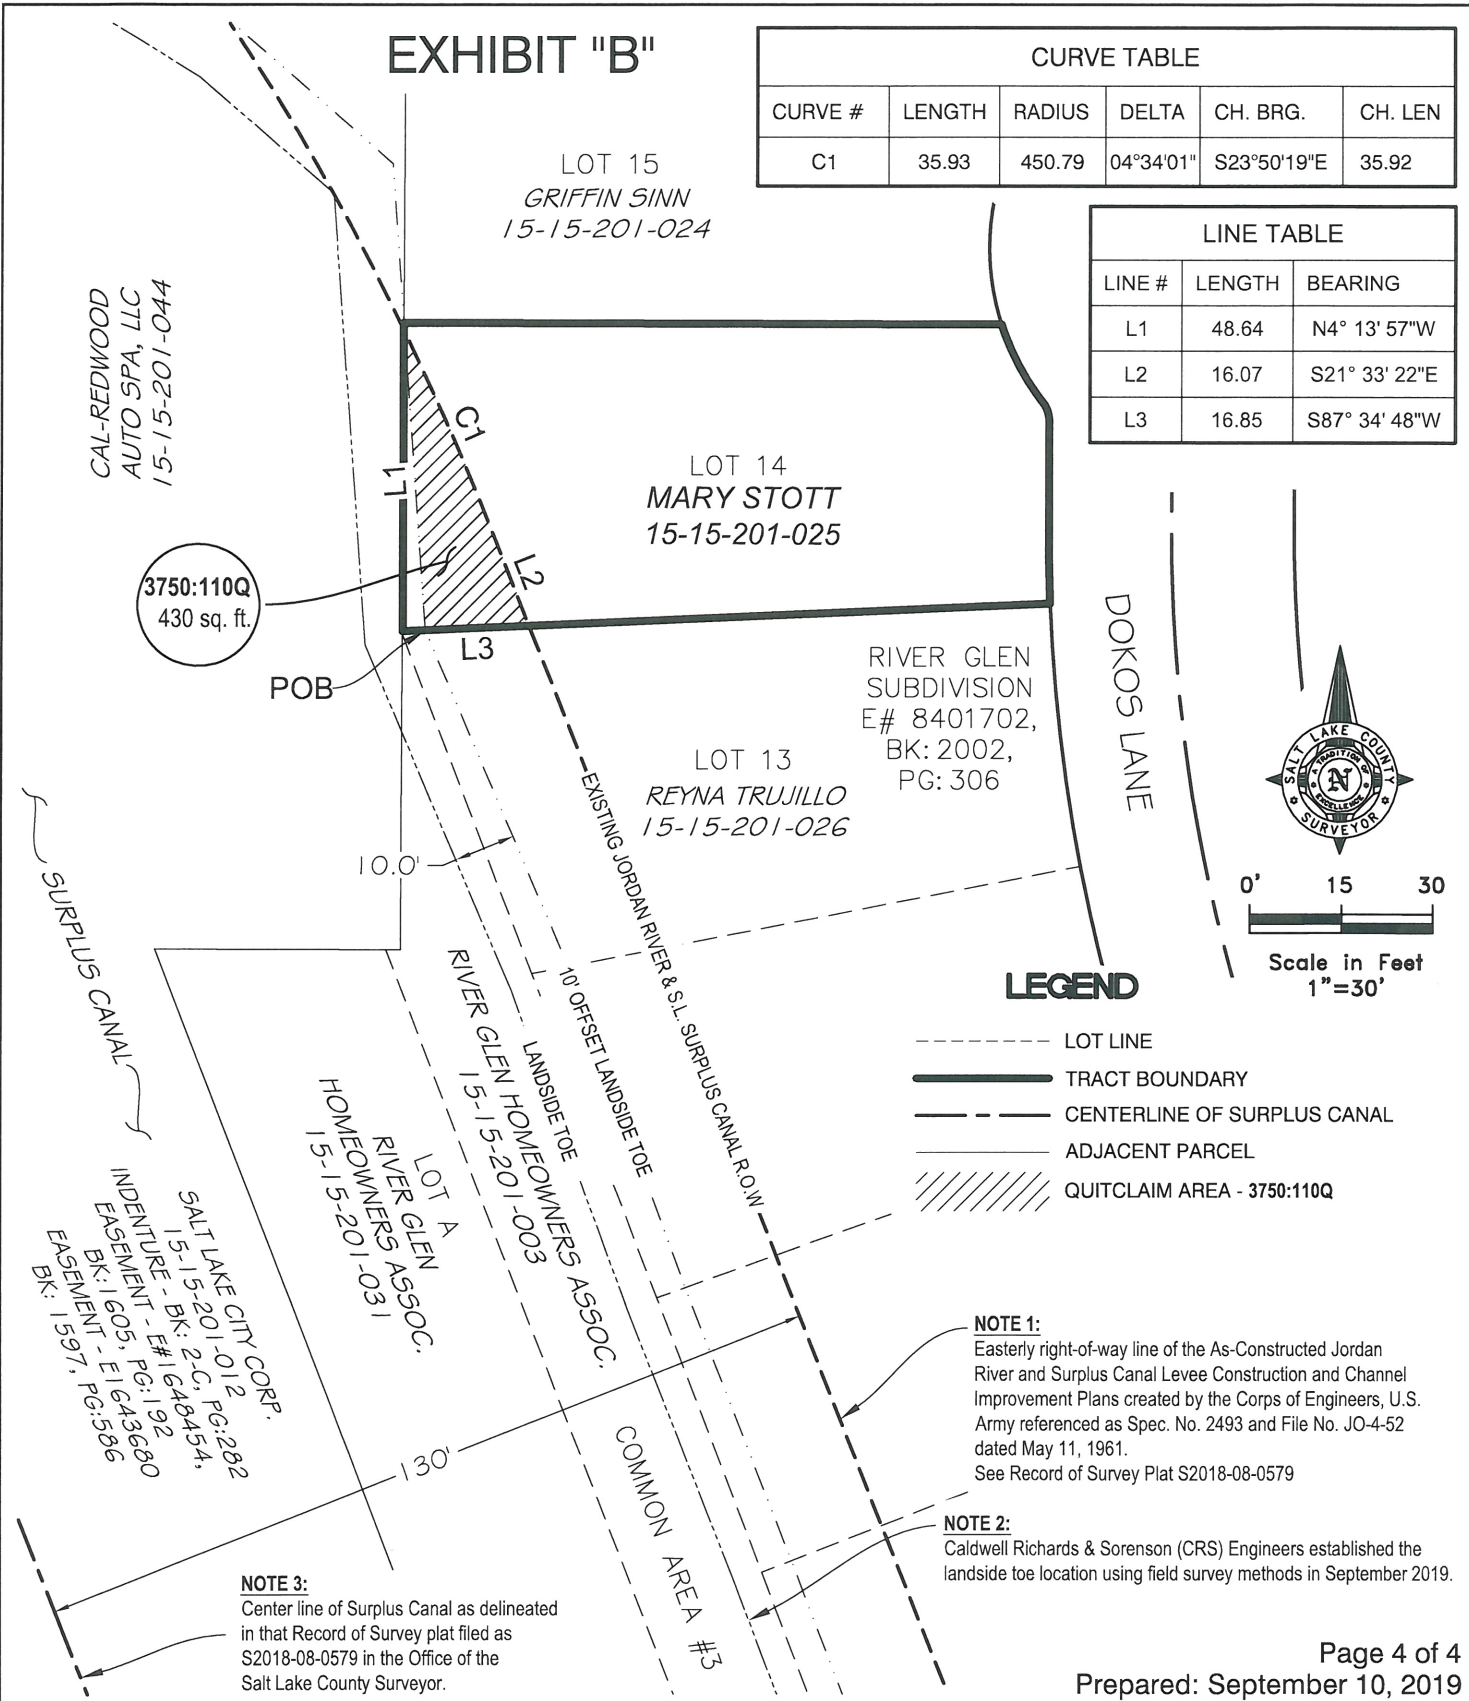 EXHIBIT "B"
CURVE TABLE
CURVE # LENGTH RADIUS DELTA CH. BRG. CH. LEN
C1 35.93 450.79 04°34'01" S23°50'19"E 35.92
LINE TABLE
LINE # LENGTH BEARING
L1 48.64 N4° 13' 57"W
L2 16.07 S21° 33' 22"E
L3 16.85 S87° 34' 48"W
LOT 15
GRIFFIN SINN
15-15-201-024
CAL-REDWOOD
AUTO SPA, LLC
15-15-201-044
C1
L1
L2
L3
LOT 14
MARY STOTT
15-15-201-025
3750:110Q
430 sq. ft.
POB
RIVER GLEN
SUBDIVISION
E# 8401702,
BK: 2002,
PG: 306
DOKOS LANE
LOT 13
REYNA TRUJILLO
15-15-201-026
10.0'
SURPLUS CANAL
EXISTING JORDAN RIVER & S.L. SURPLUS CANAL R.O.W
10' OFFSET LANDSIDE TOE
LANDSIDE TOE
RIVER GLEN HOMEOWNERS ASSOC.
15-15-201-003
LOT A
RIVER GLEN
HOMEOWNERS ASSOC.
15-15-201-031
SALT LAKE CITY CORP.
15-15-201-012
INDENTURE - BK: 2-C, PG:282
EASEMENT - E#1648454,
BK:1605, PG:192
EASEMENT - E1643680
BK: 1597, PG:586
130'
COMMON AREA #3
SALT LAKE COUNTY
SURVEYOR
A TRADITION OF
EXCELLENCE
N
0' 15 30
Scale in Feet
1"=30'
LEGEND
LOT LINE
TRACT BOUNDARY
CENTERLINE OF SURPLUS CANAL
ADJACENT PARCEL
QUITCLAIM AREA - 3750:110Q
NOTE 1:
Easterly right-of-way line of the As-Constructed Jordan
River and Surplus Canal Levee Construction and Channel
Improvement Plans created by the Corps of Engineers, U.S.
Army referenced as Spec. No. 2493 and File No. JO-4-52
dated May 11, 1961.
See Record of Survey Plat S2018-08-0579
NOTE 2:
Caldwell Richards & Sorenson (CRS) Engineers established the
landside toe location using field survey methods in September 2019.
NOTE 3:
Center line of Surplus Canal as delineated
in that Record of Survey plat filed as
S2018-08-0579 in the Office of the
Salt Lake County Surveyor.
Page 4 of 4
Prepared: September 10, 2019